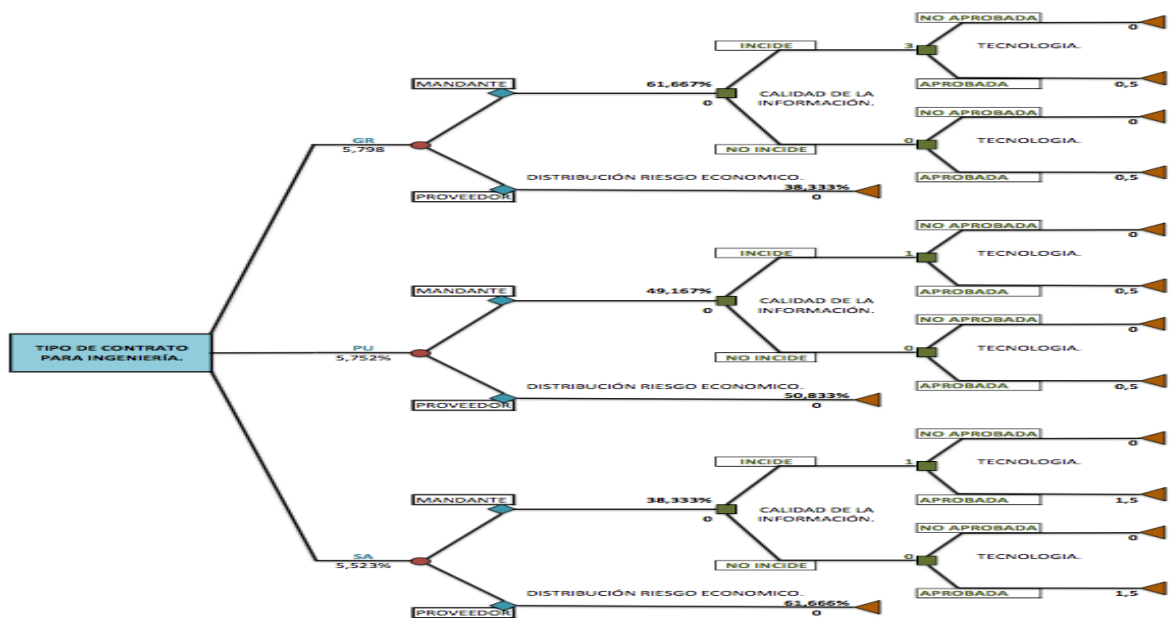 NO APROBADA
0
INCIDE
3
TECNOLOGIA.
MANDANTE
61,667%
APROBADA
0,5
0
CALIDAD DE LA
INFORMACIÓN.
NO APROBADA
0
GR
5,798
NO INCIDE
0
TECNOLOGIA.
DISTRIBUCIÓN RIESGO ECONOMICO.
APROBADA
0,5
PROVEEDOR
38,333%
0
NO APROBADA
0
INCIDE
1
TECNOLOGIA.
MANDANTE
49,167%
APROBADA
0,5
0
CALIDAD DE LA
INFORMACIÓN.
NO APROBADA
0
TIPO DE CONTRATO
PARA INGENIERÍA.
PU
5,752%
NO INCIDE
0
TECNOLOGIA.
DISTRIBUCIÓN RIESGO ECONOMICO.
APROBADA
0,5
PROVEEDOR
50,833%
0
NO APROBADA
0
INCIDE
1
TECNOLOGIA.
MANDANTE
38,333%
APROBADA
1,5
0
CALIDAD DE LA
INFORMACIÓN.
NO APROBADA
0
SA
5,523%
NO INCIDE
0
TECNOLOGIA.
DISTRIBUCIÓN RIESGO ECONOMICO.
APROBADA
1,5
PROVEEDOR
61,666%
0